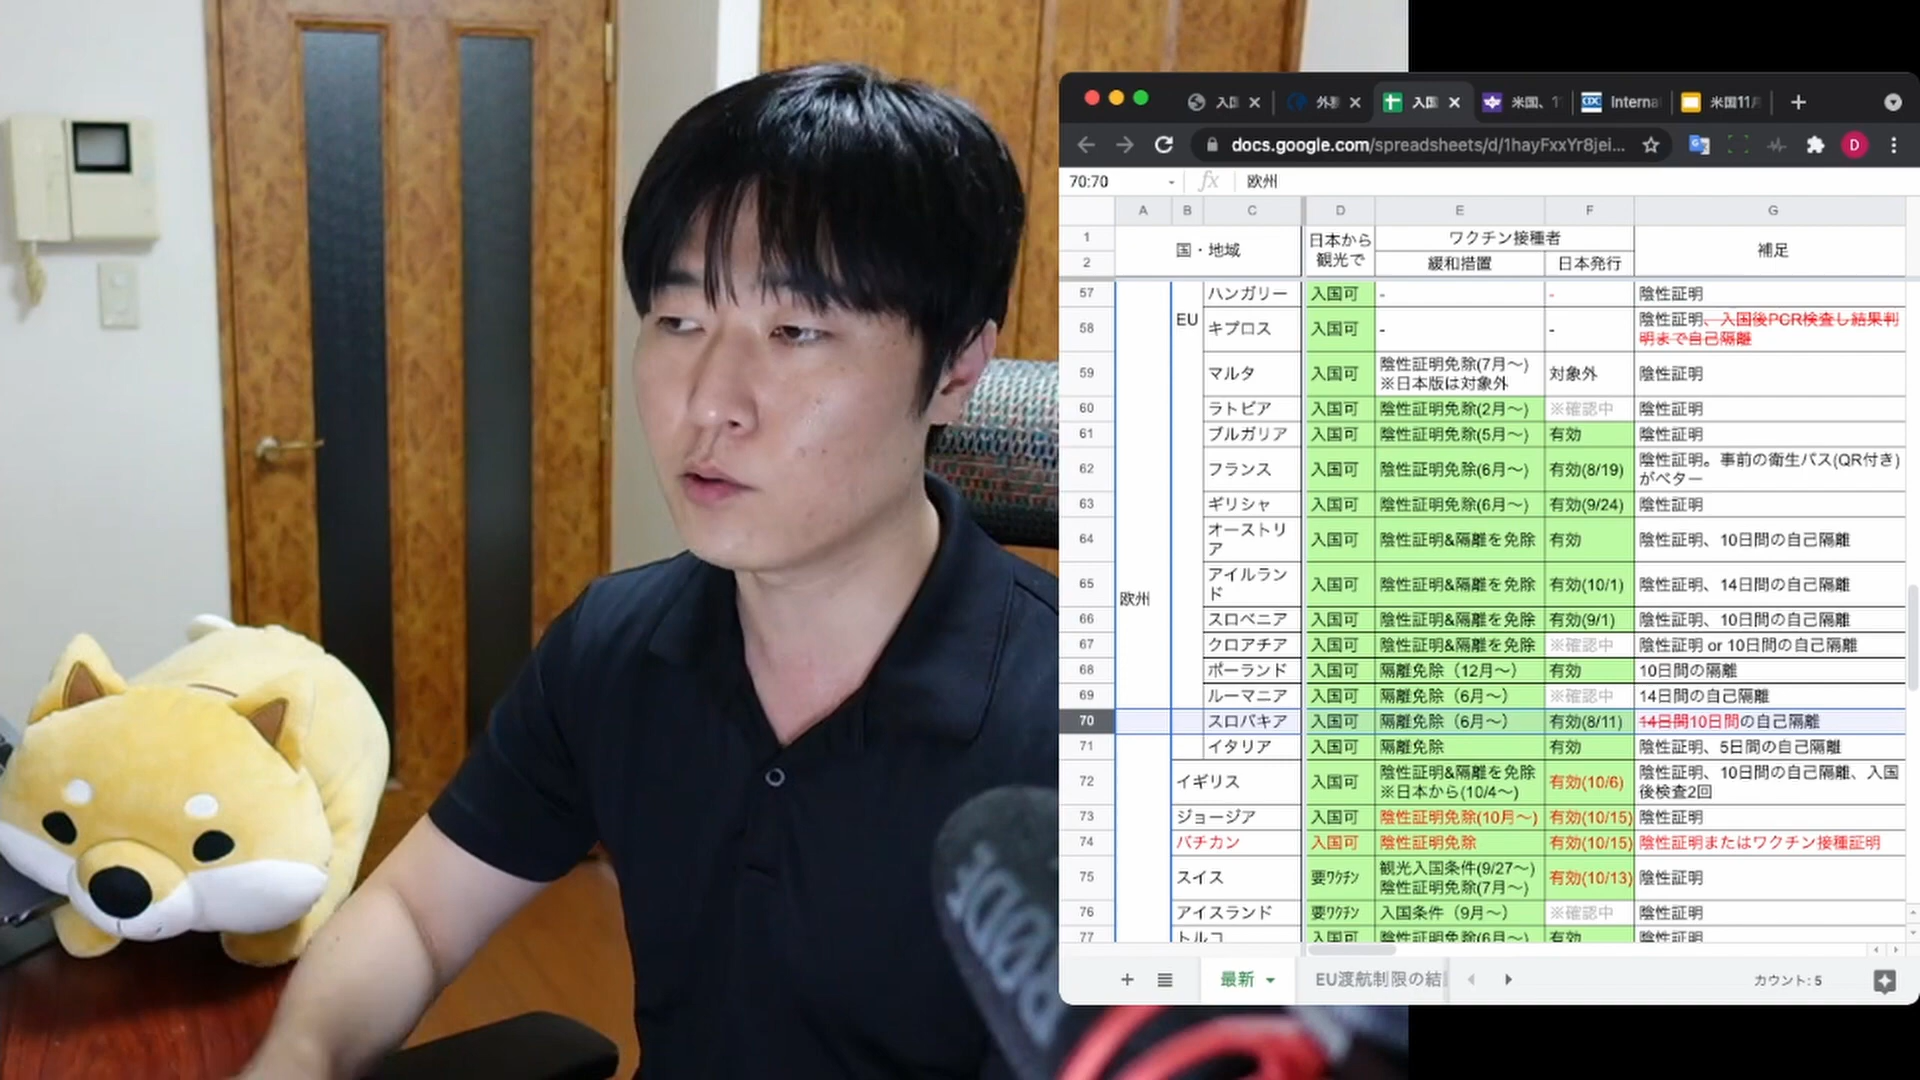 入国
外務
入国
米国、1
Interna
米国11月
docs.google.com/spreadsheets/d/1hayFxxYr8jei...
D
70:70
fx
欧州
A B C D E F G
1
2
国・地域
日本から
観光で
ワクチン接種者
緩和措置
日本発行
補足
欧州
EU
57 ハンガリー 入国可 - - 陰性証明
58 キプロス 入国可 - - 陰性証明、入国後PCR検査し結果判
明まで自己隔離
59 マルタ 入国可 陰性証明免除(7月〜)
※日本版は対象外 対象外 陰性証明
60 ラトビア 入国可 陰性証明免除(2月〜) ※確認中 陰性証明
61 ブルガリア 入国可 陰性証明免除(5月〜) 有効 陰性証明
62 フランス 入国可 陰性証明免除(6月〜) 有効(8/19) 陰性証明。事前の衛生パス(QR付き)
がベター
63 ギリシャ 入国可 陰性証明免除(6月〜) 有効(9/24) 陰性証明
64 オーストリ
ア 入国可 陰性証明&隔離を免除 有効 陰性証明、10日間の自己隔離
65 アイルラン
ド 入国可 陰性証明&隔離を免除 有効(10/1) 陰性証明、14日間の自己隔離
66 スロベニア 入国可 陰性証明&隔離を免除 有効(9/1) 陰性証明、10日間の自己隔離
67 クロアチア 入国可 陰性証明&隔離を免除 ※確認中 陰性証明 or 10日間の自己隔離
68 ポーランド 入国可 隔離免除（12月〜） 有効 10日間の隔離
69 ルーマニア 入国可 隔離免除（6月〜） ※確認中 14日間の自己隔離
70 スロバキア 入国可 隔離免除（6月〜） 有効(8/11) 14日間10日間の自己隔離
71 イタリア 入国可 隔離免除 有効 陰性証明、5日間の自己隔離
72 イギリス 入国可 陰性証明&隔離を免除
※日本から(10/4〜) 有効(10/6) 陰性証明、10日間の自己隔離、入国
後検査2回
73 ジョージア 入国可 陰性証明免除(10月〜) 有効(10/15) 陰性証明
74 バチカン 入国可 陰性証明免除 有効(10/15) 陰性証明またはワクチン接種証明
75 スイス 要ワクチン 観光入国条件(9/27〜)
陰性証明免除(7月〜) 有効(10/13) 陰性証明
76 アイスランド 要ワクチン 入国条件（9月〜） ※確認中 陰性証明
77 トルコ 入国可 陰性証明免除(6月〜) 有効 陰性証明
最新
EU渡航制限の結
カウント: 5